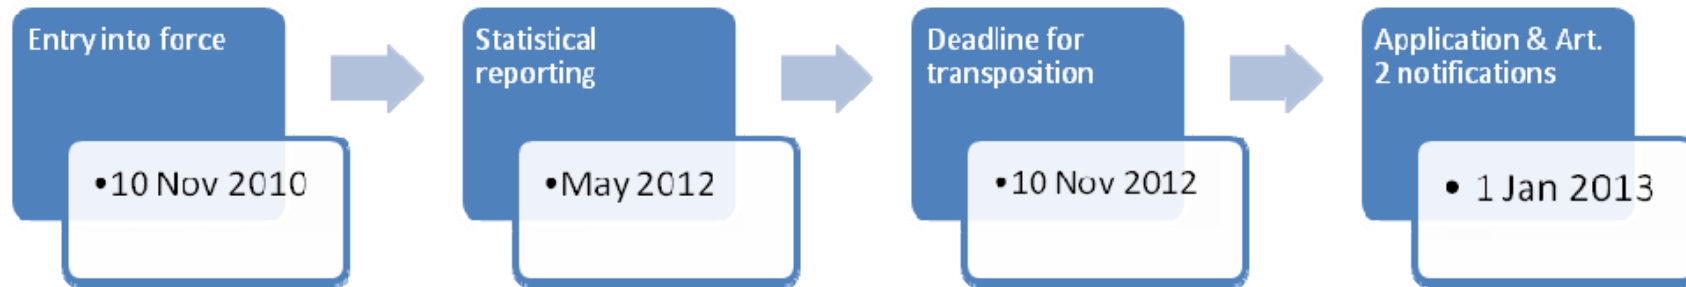 Entry into force
•10 Nov 2010
Statistical
reporting
•May 2012
Deadline for
transposition
•10 Nov 2012
Application & Art.
2 notifications
• 1 Jan 2013